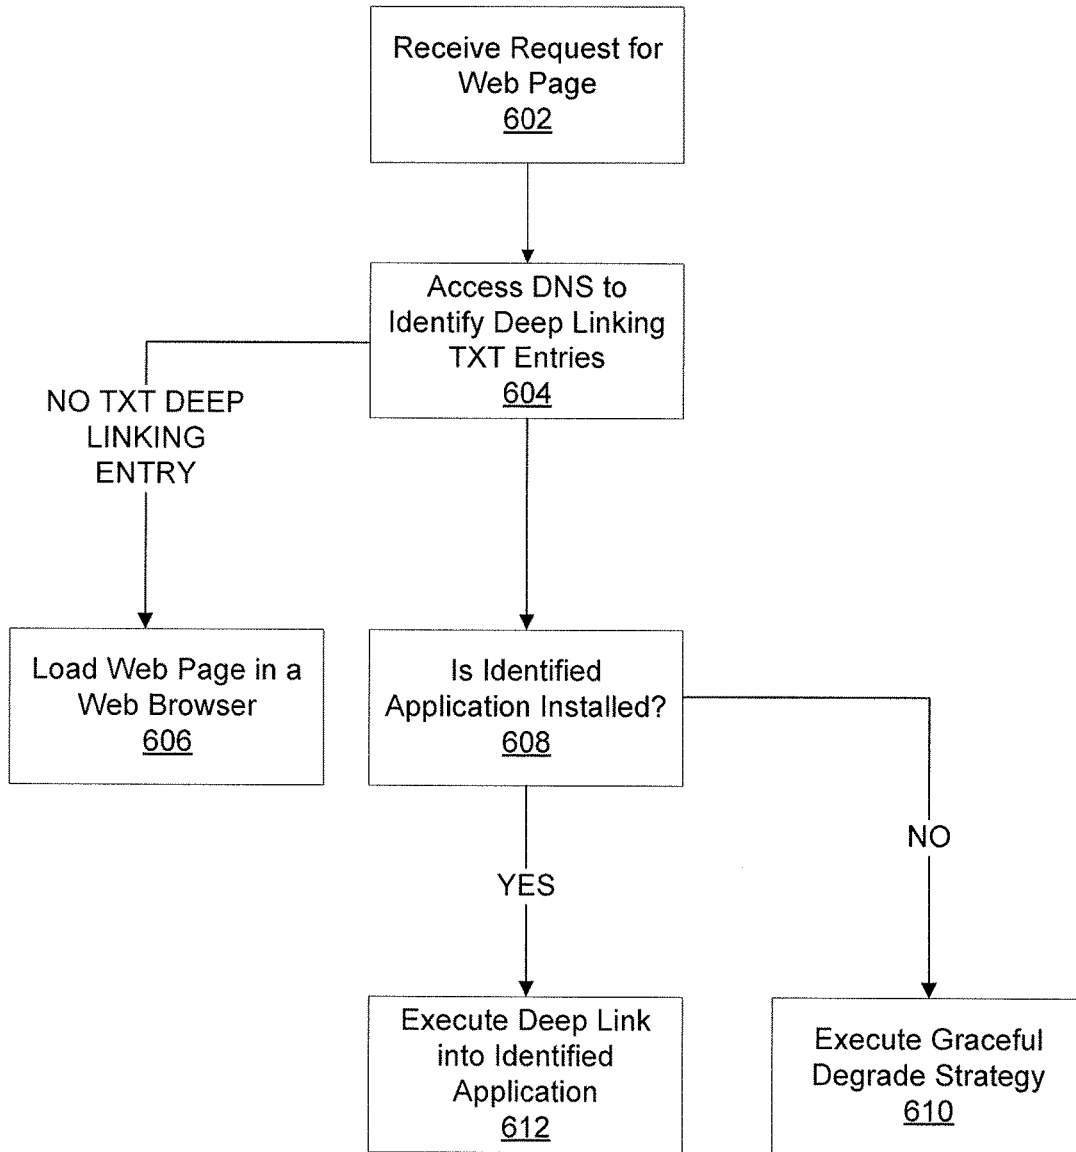 Receive Request for
Web Page
602
Access DNS to
Identify Deep Linking
TXT Entries
604
NO TXT DEEP
LINKING
ENTRY
Load Web Page in a
Web Browser
606
Is Identified
Application Installed?
608
NO
YES
Execute Deep Link
into Identified
Application
612
Execute Graceful
Degrade Strategy
610